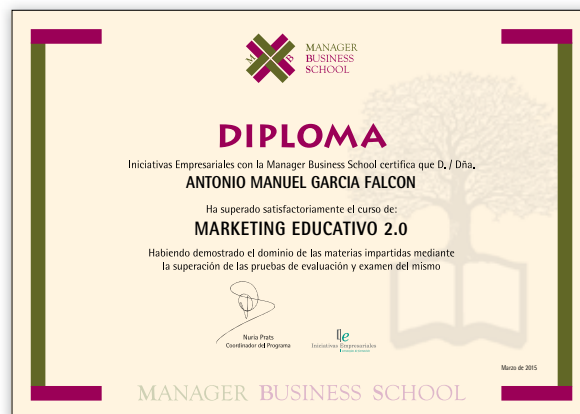 M B
MANAGER
BUSINESS
SCHOOL
DIPLOMA
Iniciativas Empresariales con la Manager Business School certifica que D. / Dña.
ANTONIO MANUEL GARCIA FALCON
Ha superado satisfactoriamente el curso de:
MARKETING EDUCATIVO 2.0
Habiendo demostrado el dominio de las materias impartidas mediante
la superación de las pruebas de evaluación y examen del mismo
Nuria Prats
Coordinador del Programa
Iniciativas Empresariales
Marzo de 2015
MANAGER BUSINESS SCHOOL